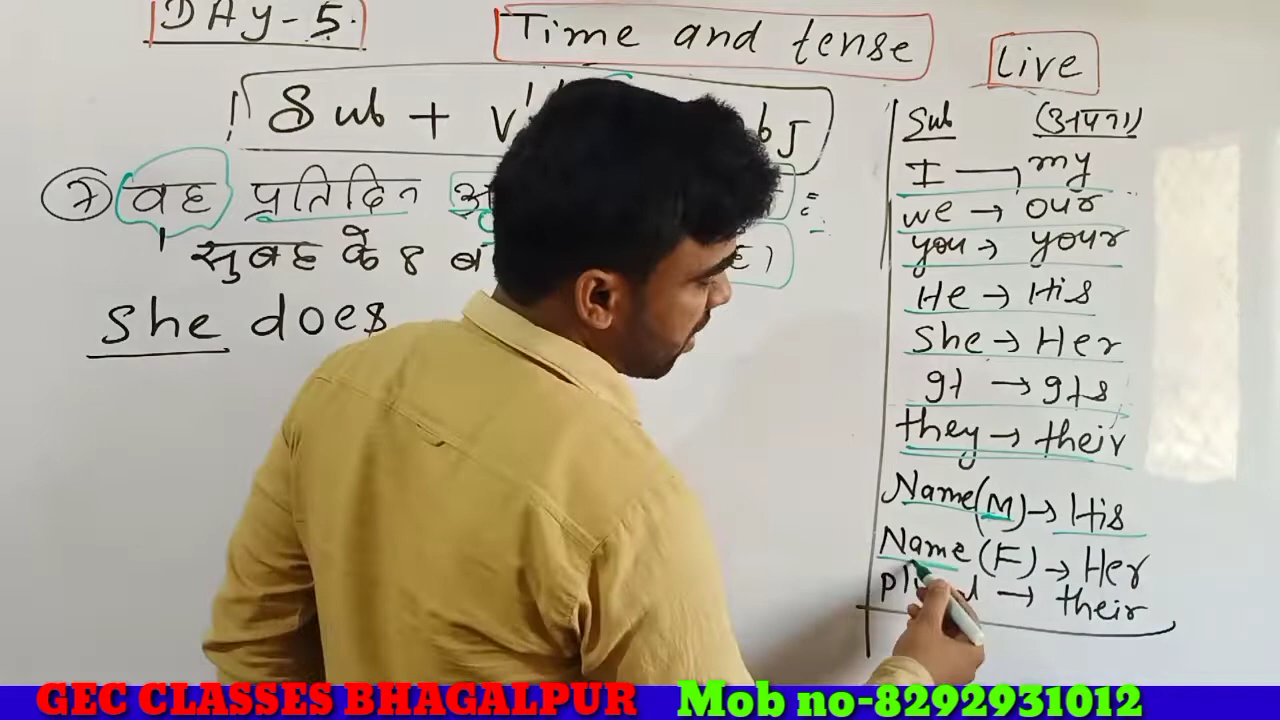 DAY-5.
Time and tense
Live
Sub + V
bj
7 वह प्रतिदिन
सुबह के 8
She does
Sub (अपना)
I → my
we → our
you → your
He → His
She → Her
It → Its
they → their
Name(M) → His
Name (F) → Her
→ their
GEC CLASSES BHAGALPUR Mob no-8292931012